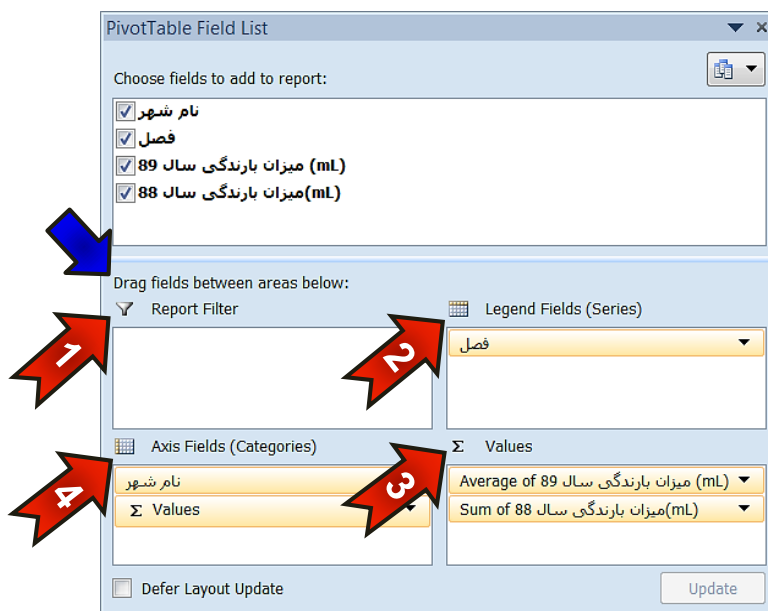 PivotTable Field List
Choose fields to add to report:
نام شهر
فصل
میزان بارندگی سال 89 (mL)
میزان بارندگی سال 88(mL)
Drag fields between areas below:
Report Filter
Legend Fields (Series)
1
2
فصل
Axis Fields (Categories)
Σ Values
4
3
نام شهر
Σ Values
Average of میزان بارندگی سال 89 (mL)
Sum of میزان بارندگی سال 88(mL)
Defer Layout Update
Update